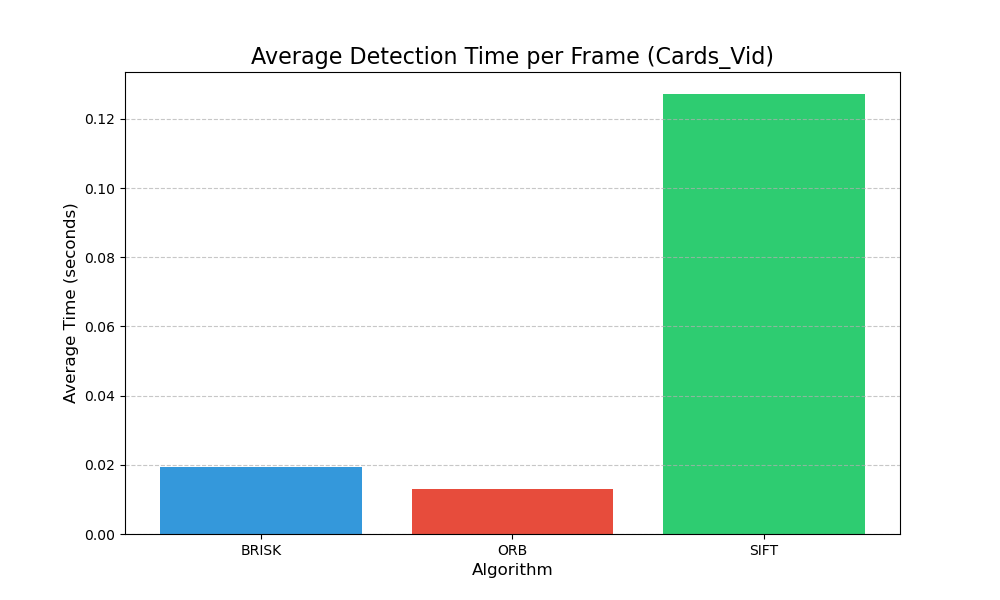 Average Detection Time per Frame (Cards_Vid)
Average Time (seconds)
0.12
0.10
0.08
0.06
0.04
0.02
0.00
BRISK ORB SIFT
Algorithm